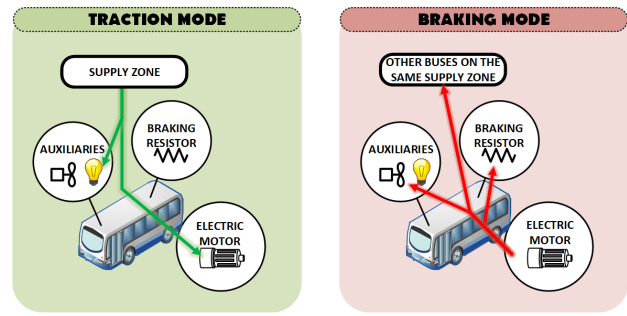 TRACTION MODE
SUPPLY ZONE
AUXILIARIES
BRAKING
RESISTOR
ELECTRIC
MOTOR
BRAKING MODE
OTHER BUSES ON THE
SAME SUPPLY ZONE
AUXILIARIES
BRAKING
RESISTOR
ELECTRIC
MOTOR